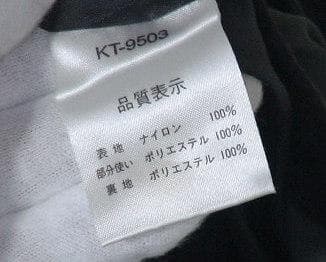 KT-9503
品質表示
表地 ナイロン 100%
部分使い ポリエステル 100%
裏地 ポリエステル 100%